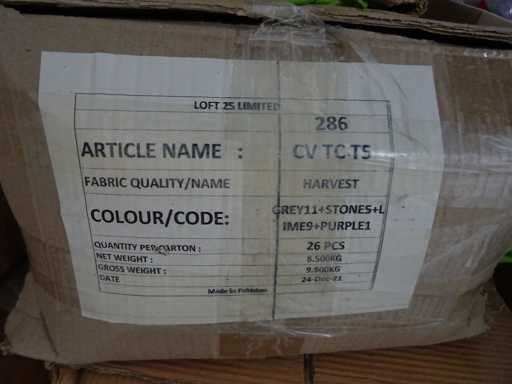 LOFT 25 LIMITED
286
ARTICLE NAME : CV TC-T5
FABRIC QUALITY/NAME HARVEST
COLOUR/CODE: GREY11+STONE5+L
IME9+PURPLE1
QUANTITY PER CARTON : 26 PCS
NET WEIGHT : 8.500KG
GROSS WEIGHT : 9.500KG
DATE 24-Dec-21
Made In Pakistan